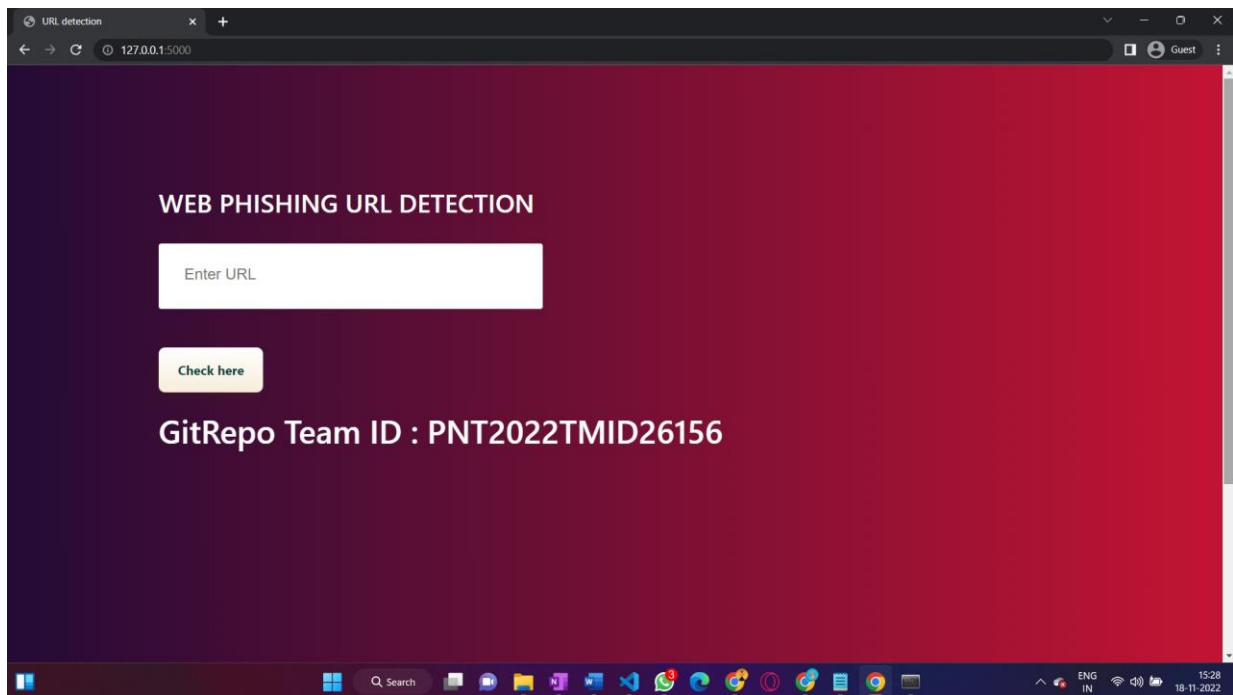 URL detection
127.0.0.1:5000
Guest
WEB PHISHING URL DETECTION
Enter URL
Check here
GitRepo Team ID : PNT2022TMID26156
Search
3
ENG
IN
15:28
18-11-2022